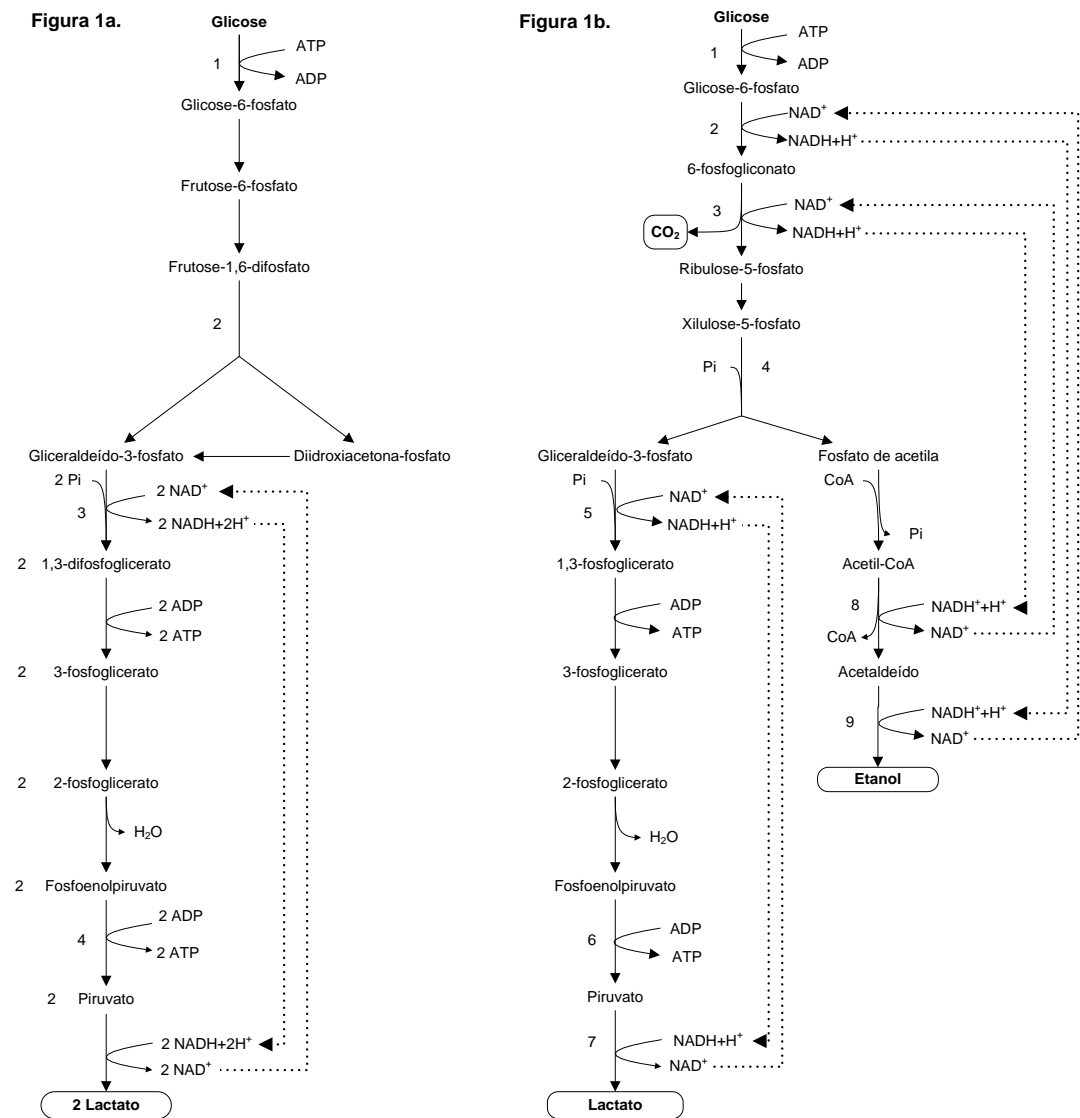 Figura 1a.
Glicose
ATP
1
ADP
Glicose-6-fosfato
Frutose-6-fosfato
Frutose-1,6-difosfato
2
Gliceraldeído-3-fosfato
Diidroxiacetona-fosfato
2 Pi
2 NAD⁺
3
2 NADH+2H⁺
2 1,3-difosfoglicerato
2 ADP
2 ATP
2 3-fosfoglicerato
2 2-fosfoglicerato
H₂O
2 Fosfoenolpiruvato
2 ADP
4
2 ATP
2 Piruvato
2 NADH+2H⁺
2 NAD⁺
2 Lactato
Figura 1b.
Glicose
ATP
1
ADP
Glicose-6-fosfato
NAD⁺
2
NADH+H⁺
6-fosfogliconato
3
NAD⁺
CO₂
NADH+H⁺
Ribulose-5-fosfato
Xilulose-5-fosfato
Pi
4
Gliceraldeído-3-fosfato
Pi
NAD⁺
5
NADH+H⁺
1,3-fosfoglicerato
ADP
ATP
3-fosfoglicerato
2-fosfoglicerato
H₂O
Fosfoenolpiruvato
ADP
6
ATP
Piruvato
7
NADH+H⁺
NAD⁺
Lactato
Fosfato de acetila
CoA
Pi
Acetil-CoA
8
NADH⁺+H⁺
CoA
NAD⁺
Acetaldeído
NADH⁺+H⁺
9
NAD⁺
Etanol